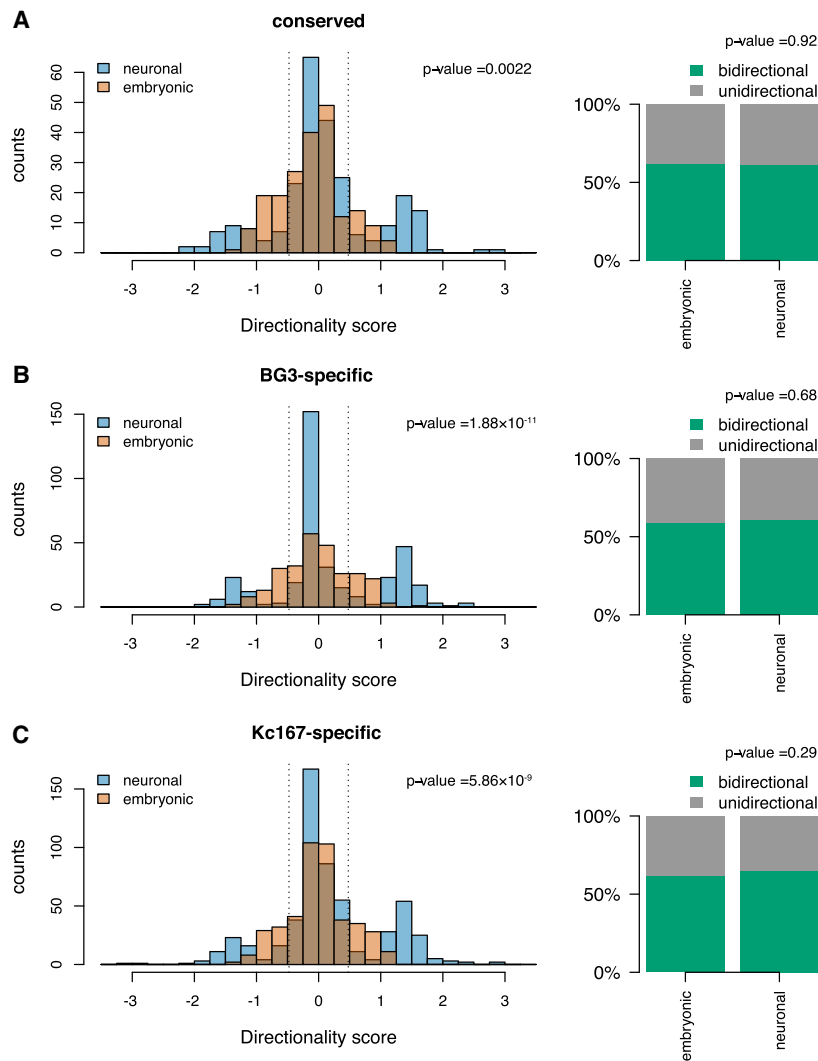 A
conserved
p-value =0.0022
neuronal
embryonic
counts
0
10
20
30
40
50
60
-3 -2 -1 0 1 2 3
Directionality score
p-value =0.92
bidirectional
unidirectional
100%
50%
0%
embryonic
neuronal
B
BG3-specific
p-value =1.88×10⁻¹¹
neuronal
embryonic
counts
0
50
100
150
-3 -2 -1 0 1 2 3
Directionality score
p-value =0.68
bidirectional
unidirectional
100%
50%
0%
embryonic
neuronal
C
Kc167-specific
p-value =5.86×10⁻⁹
neuronal
embryonic
counts
0
50
100
150
-3 -2 -1 0 1 2 3
Directionality score
p-value =0.29
bidirectional
unidirectional
100%
50%
0%
embryonic
neuronal